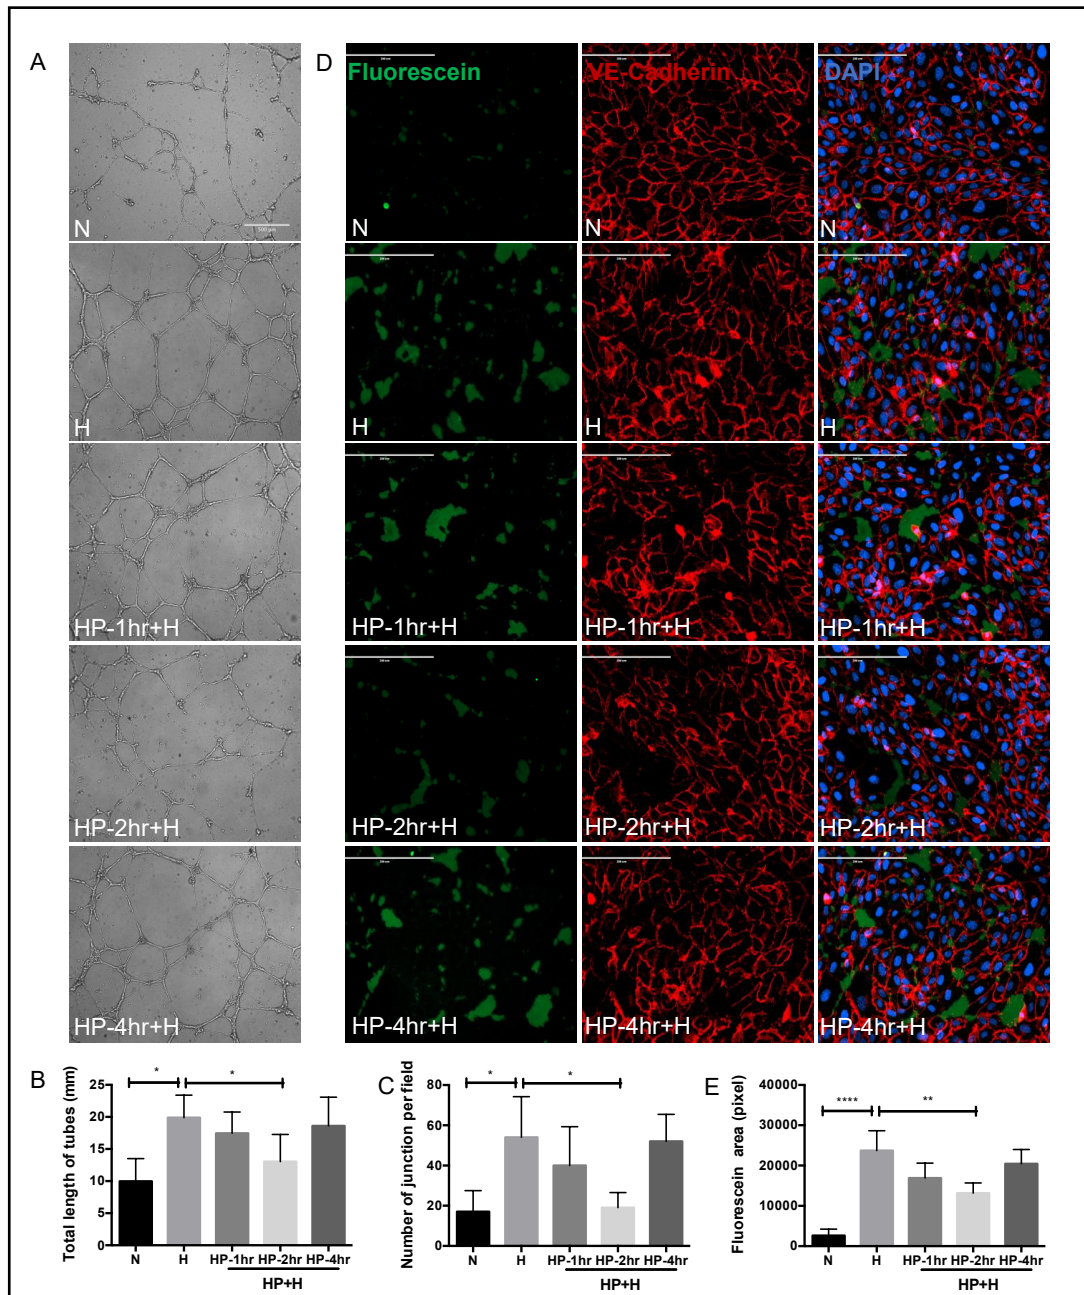 A
D
Fluorescein
VE-Cadherin
DAPI
N
N
N
N
H
H
H
H
HP-1hr+H
HP-1hr+H
HP-1hr+H
HP-1hr+H
HP-2hr+H
HP-2hr+H
HP-2hr+H
HP-2hr+H
HP-4hr+H
HP-4hr+H
HP-4hr+H
HP-4hr+H
B
Total length of tubes (mm)
25
20
15
10
5
0
*
*
N
H
HP-1hr
HP-2hr
HP-4hr
HP+H
C
Number of junction per field
80
60
40
20
0
*
*
N
H
HP-1hr
HP-2hr
HP-4hr
HP+H
E
Fluorescein area (pixel)
40000
30000
20000
10000
0
****
**
N
H
HP-1hr
HP-2hr
HP-4hr
HP+H